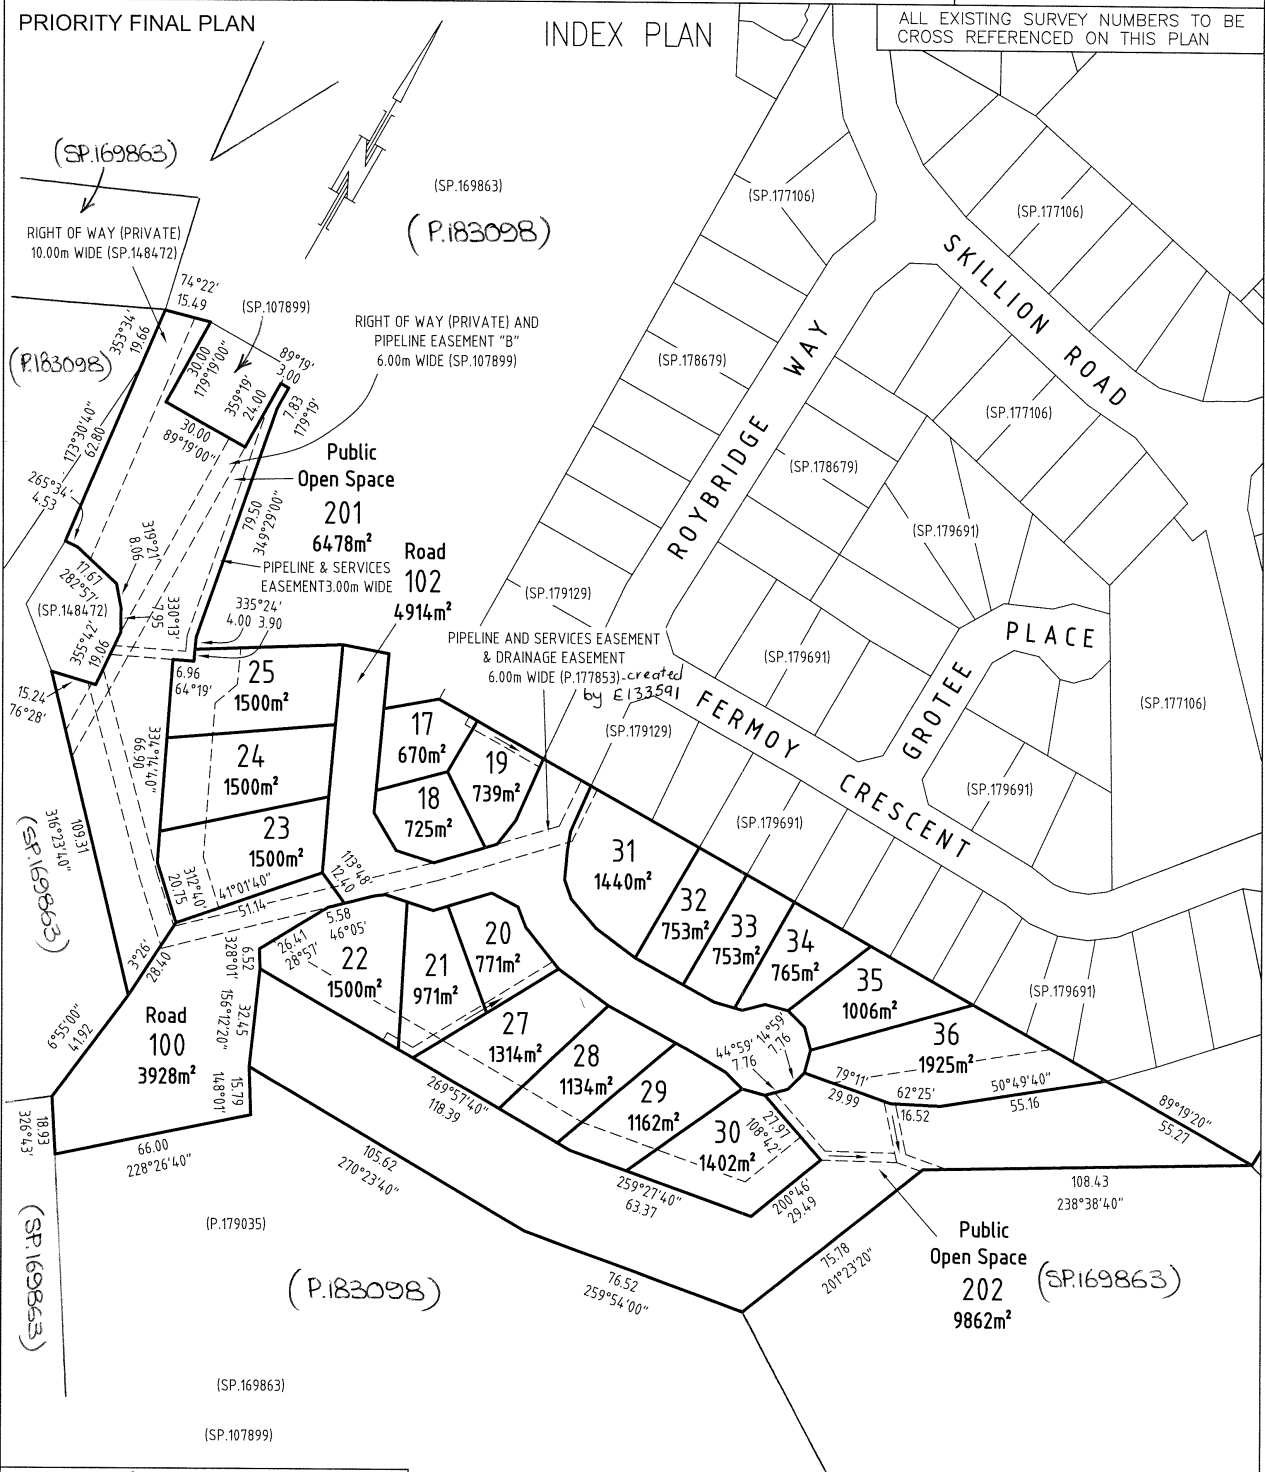 PRIORITY FINAL PLAN
INDEX PLAN
ALL EXISTING SURVEY NUMBERS TO BE
CROSS REFERENCED ON THIS PLAN
(SP.169863)
(SP.169863)
(P.183098)
(SP.177106)
(SP.177106)
RIGHT OF WAY (PRIVATE)
10.00m WIDE (SP.148472)
SKILLION ROAD
74°22'
15.49
(SP.107899)
353°34'
19.66
RIGHT OF WAY (PRIVATE) AND
PIPELINE EASEMENT "B"
6.00m WIDE (SP.107899)
(P.183098)
30.00
179°19'00"
89°19'
3.00
359°19'
24.00
7.83
179°19'
(SP.178679)
ROYBRIDGE WAY
(SP.177106)
173°30'40"
62.80
30.00
89°19'00"
Public
Open Space
201
6478m²
(SP.178679)
265°34'
4.53
79.50
349°29'00"
319°21'
8.06
(SP.179691)
Road
102
4914m²
PIPELINE & SERVICES
EASEMENT3.00m WIDE
17.67
282°57'
(SP.148472)
7.95
330°13'
335°24'
4.00 3.90
(SP.179129)
355°42'
19.06
PIPELINE AND SERVICES EASEMENT
& DRAINAGE EASEMENT
6.00m WIDE (P.177853)-created
by E133591
PLACE
GROTEE
(SP.179691)
15.24
76°28'
6.96
64°19'
25
1500m²
FERMOY CRESCENT
(SP.177106)
(SP.179129)
17
670m²
334°14'40"
66.90
24
1500m²
19
739m²
(SP.179691)
18
725m²
(SP.179691)
109.31
316°23'40"
(SP.169863)
23
1500m²
31
1440m²
113°48'
12.40
312°40'
20.75
41°01'40"
51.14
32
753m²
33
753m²
34
765m²
5.58
46°05'
26.41
28°57'
22
1500m²
21
971m²
20
771m²
3°26'
28.40
6.52
328°01'
35
1006m²
(SP.179691)
6°55'00"
41.92
Road
100
3928m²
32.45
156°12'20"
27
1314m²
28
1134m²
44°59'
7.76
14°59'
7.76
36
1925m²
15.79
148°01'
269°57'40"
118.39
29
1162m²
79°11'
29.99
62°25'
16.52
50°49'40"
55.16
89°19'20"
55.27
18.93
326°43'
66.00
228°26'40"
105.62
270°23'40"
30
1402m²
27.97
108°42'
259°27'40"
63.37
200°46'
29.49
108.43
238°38'40"
(SP.169863)
(P.179035)
Public
Open Space
202
9862m²
(SP.169863)
75.78
201°23'20"
(P.183098)
76.52
259°54'00"
(SP.169863)
(SP.107899)